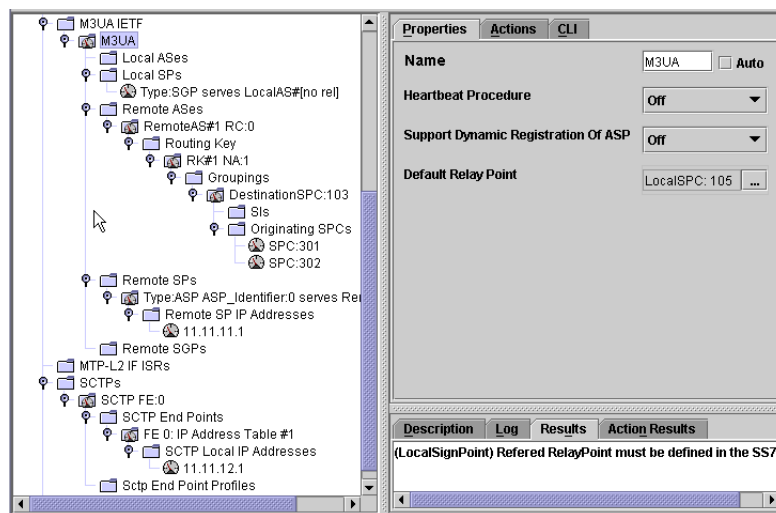 M3UA IETF
M3UA
Local ASes
Local SPs
Type:SGP serves LocalAS#[no rel]
Remote ASes
RemoteAS#1 RC:0
Routing Key
RK#1 NA:1
Groupings
DestinationSPC:103
SIs
Originating SPCs
SPC:301
SPC:302
Remote SPs
Type:ASP ASP_Identifier:0 serves Re
Remote SP IP Addresses
11.11.11.1
Remote SGPs
MTP-L2 IF ISRs
SCTPs
SCTP FE:0
SCTP End Points
FE 0: IP Address Table #1
SCTP Local IP Addresses
11.11.12.1
Sctp End Point Profiles
Properties Actions CLI
Name M3UA Auto
Heartbeat Procedure Off
Support Dynamic Registration Of ASP Off
Default Relay Point LocalSPC: 105 ...
Description Log Results Action Results
(LocalSignPoint) Refered RelayPoint must be defined in the SS7